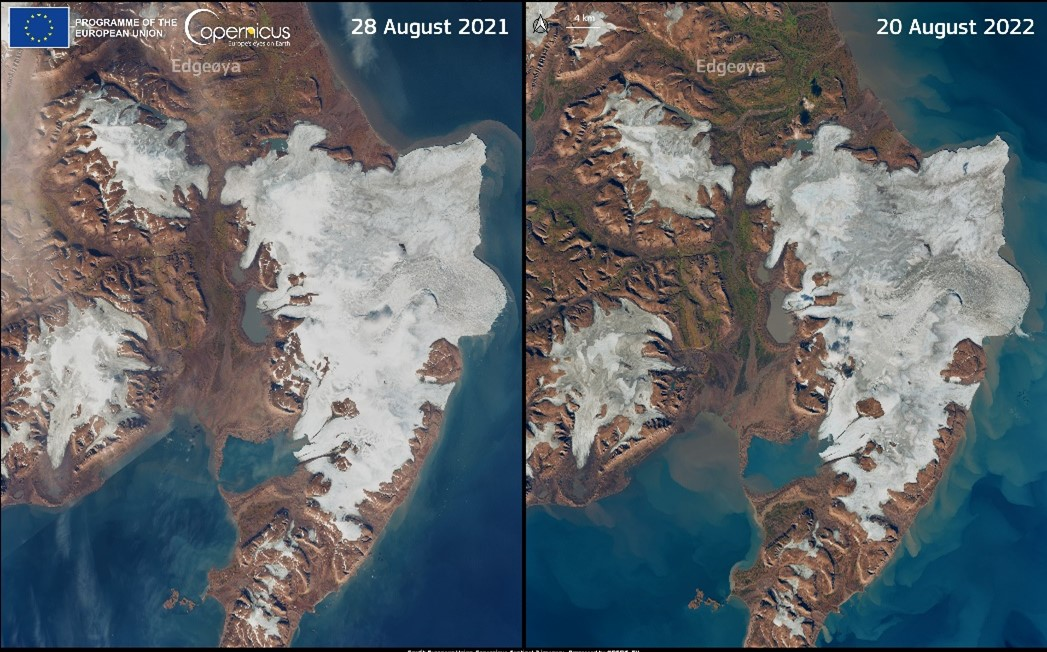 PROGRAMME OF THE
EUROPEAN UNION
Copernicus
Europe's eyes on Earth
28 August 2021
Edgeøya
4 km
20 August 2022
Edgeøya